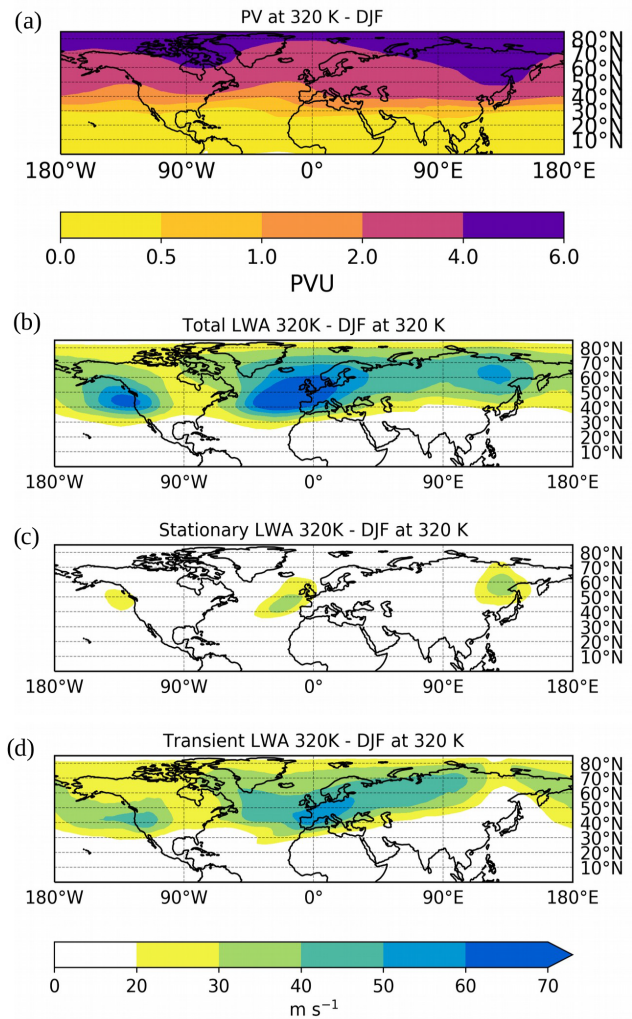 (a)
PV at 320 K - DJF
80°N
70°N
60°N
50°N
40°N
30°N
20°N
10°N
180°W 90°W 0° 90°E 180°E
0.0 0.5 1.0 2.0 4.0 6.0
PVU
(b)
Total LWA 320K - DJF at 320 K
80°N
70°N
60°N
50°N
40°N
30°N
20°N
10°N
180°W 90°W 0° 90°E 180°E
(c)
Stationary LWA 320K - DJF at 320 K
80°N
70°N
60°N
50°N
40°N
30°N
20°N
10°N
180°W 90°W 0° 90°E 180°E
(d)
Transient LWA 320K - DJF at 320 K
80°N
70°N
60°N
50°N
40°N
30°N
20°N
10°N
180°W 90°W 0° 90°E 180°E
0 20 30 40 50 60 70
m s⁻¹